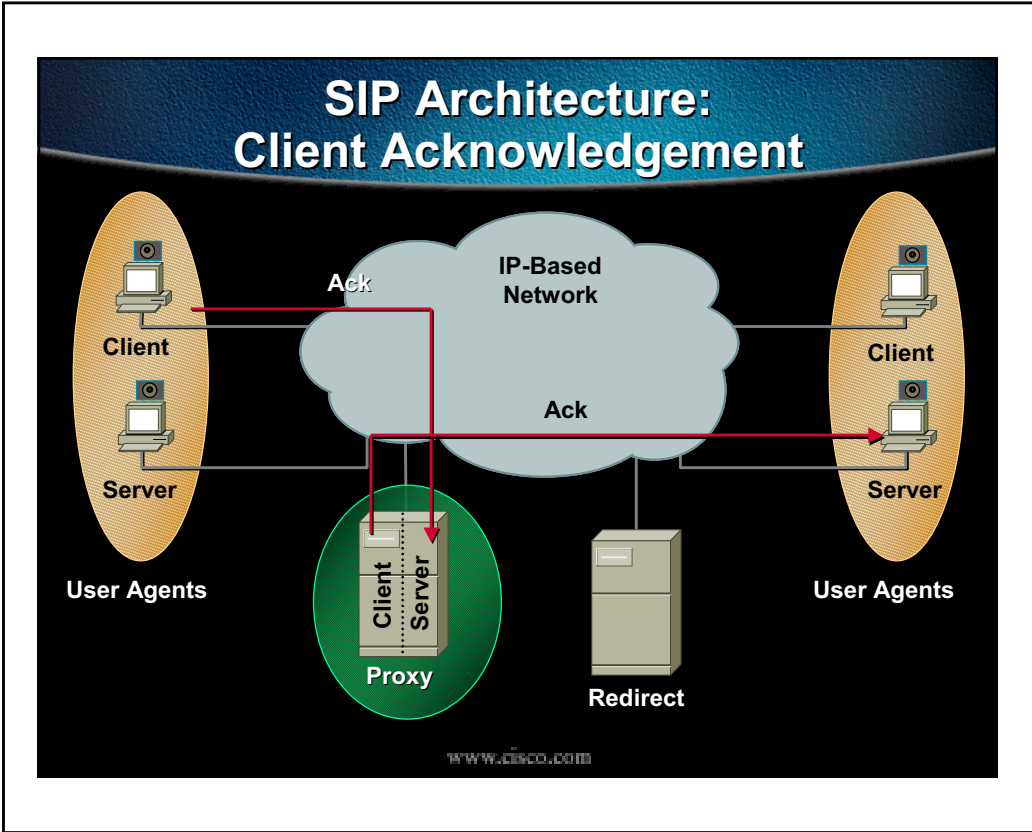 SIP Architecture:
Client Acknowledgement
IP-Based
Network
Ack
Client
Client
Ack
Server
Server
Client
Server
User Agents
User Agents
Proxy
Redirect
www.cisco.com